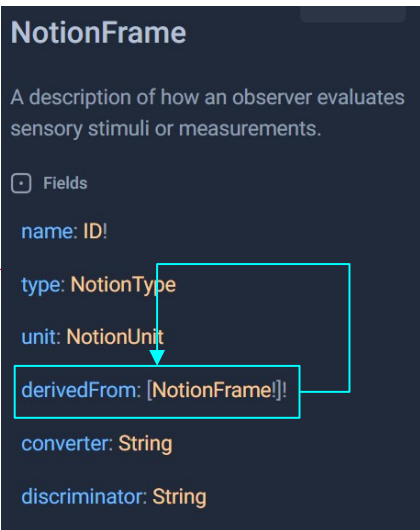 NotionFrame
A description of how an observer evaluates
sensory stimuli or measurements.
Fields
name: ID!
type: NotionType
unit: NotionUnit
derivedFrom: [NotionFrame!]!
converter: String
discriminator: String